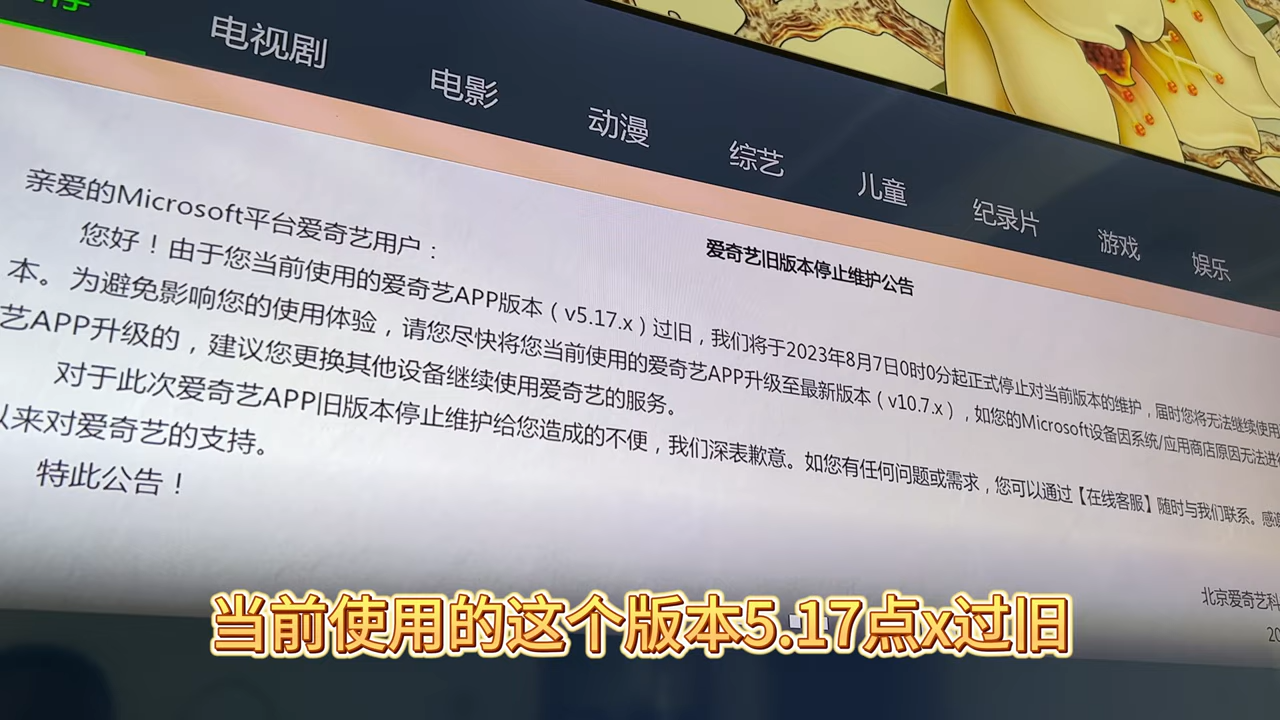 电视剧
电影
动漫
综艺
儿童
纪录片
游戏
娱乐
爱奇艺旧版本停止维护公告
亲爱的Microsoft平台爱奇艺用户：
您好！由于您当前使用的爱奇艺APP版本（v5.17.x）过旧，我们将于2023年8月7日0时0分起正式停止对当前版本的维护，届时您将无法继续使用
本。为避免影响您的使用体验，请您尽快将您当前使用的爱奇艺APP升级至最新版本（v10.7.x），如您的Microsoft设备因系统/应用商店原因无法进行
艺APP升级的，建议您更换其他设备继续使用爱奇艺的服务。
对于此次爱奇艺APP旧版本停止维护给您造成的不便，我们深表歉意。如您有任何问题或需求，您可以通过【在线客服】随时与我们联系。感谢
以来对爱奇艺的支持。
特此公告！
北京爱奇艺科
20
当前使用的这个版本5.17点x过旧